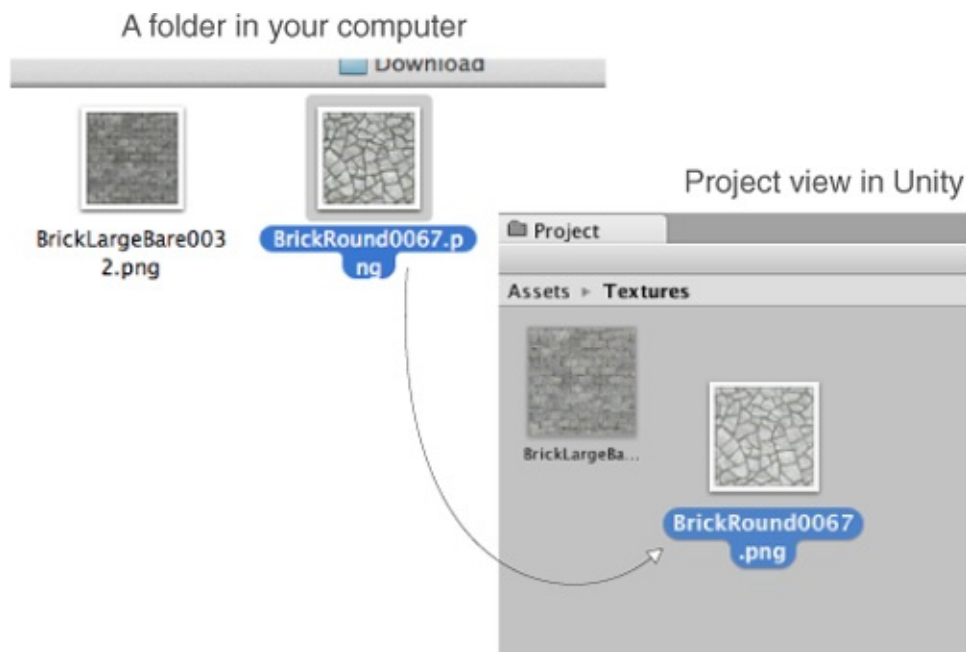 A folder in your computer
Download
BrickLargeBare003
2.png
BrickRound0067.p
ng
Project view in Unity
Project
Assets ▸ Textures
BrickLargeBa...
BrickRound0067
.png